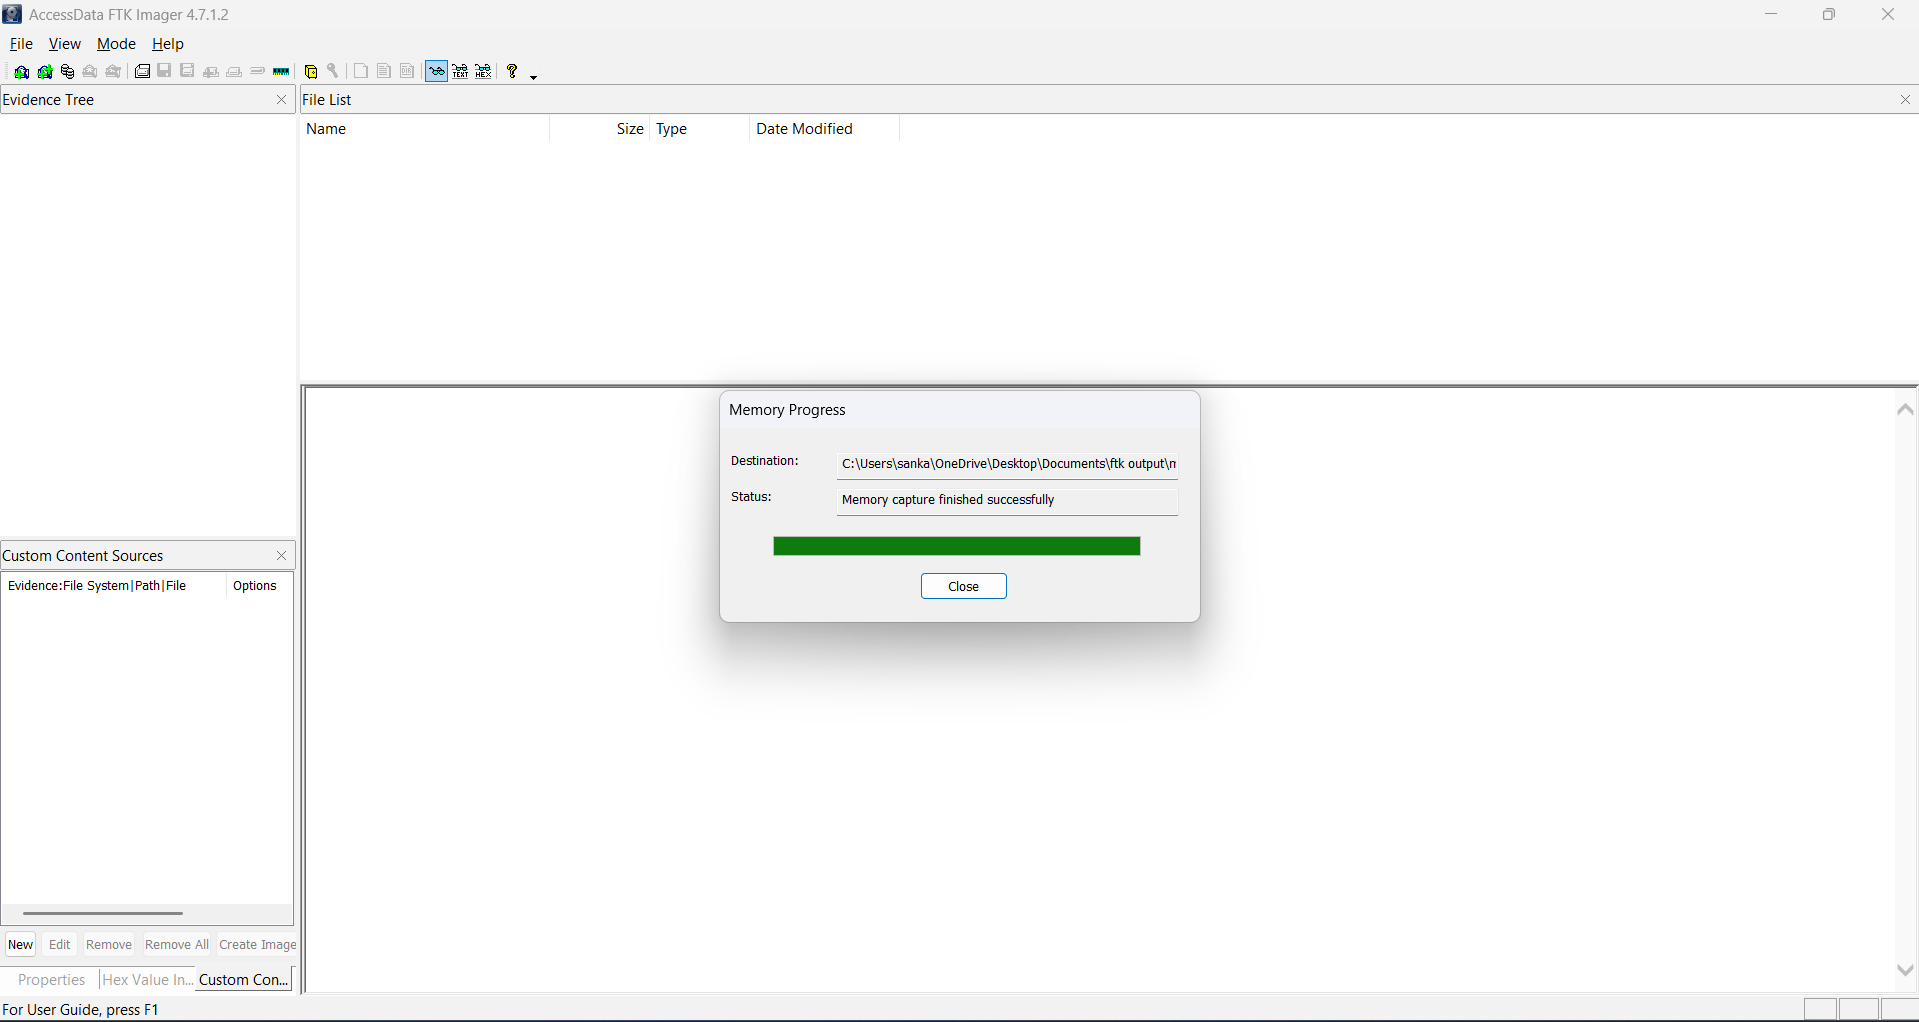 AccessData FTK Imager 4.7.1.2
File View Mode Help
TEXT HEX
Evidence Tree
File List
Name Size Type Date Modified
Memory Progress
Destination: C:\Users\sanka\OneDrive\Desktop\Documents\ftk output\m
Status: Memory capture finished successfully
Close
Custom Content Sources
Evidence:File System|Path|File Options
New Edit Remove Remove All Create Image
Properties Hex Value In... Custom Con...
For User Guide, press F1